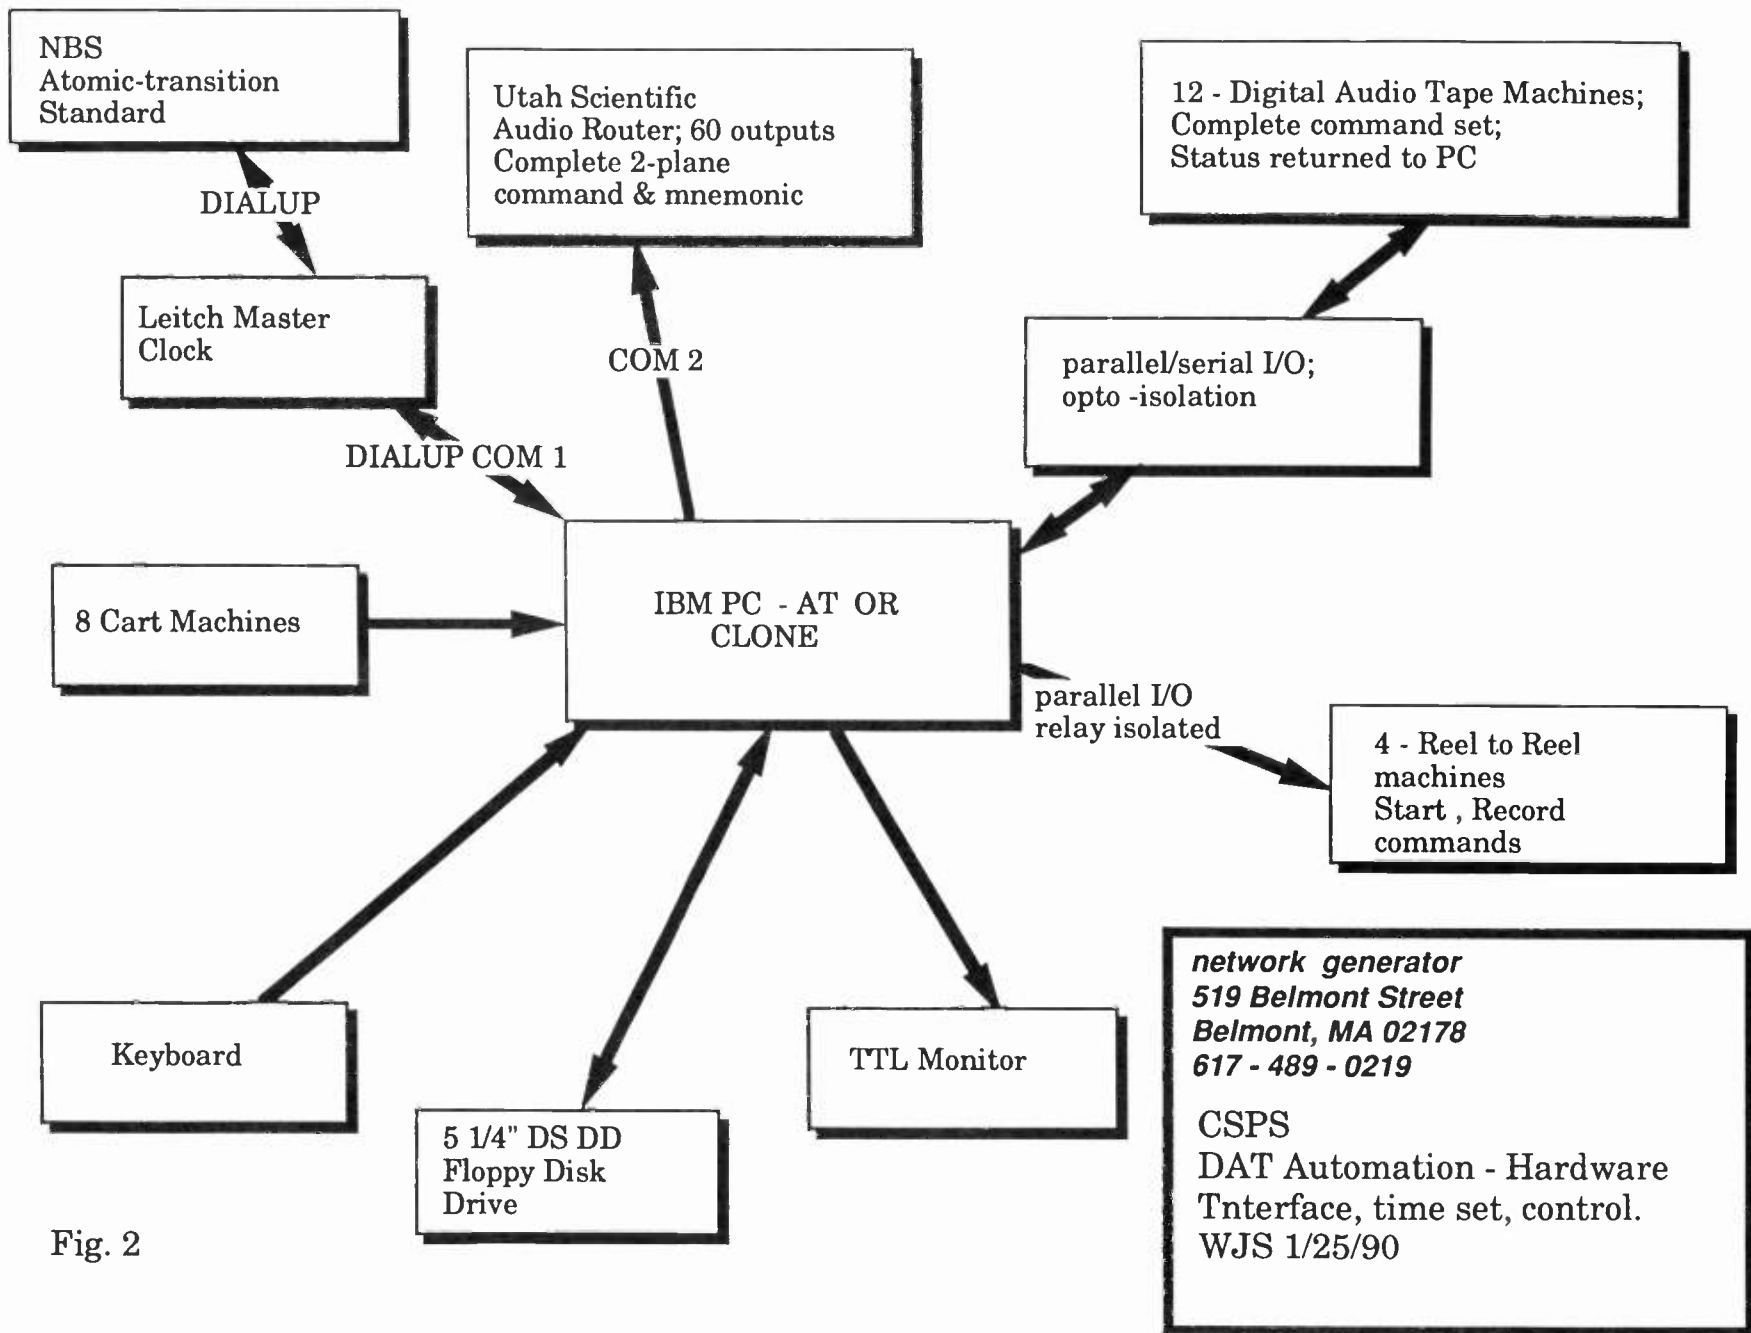 NBS
Atomic-transition
Standard
DIALUP
Leitch Master
Clock
DIALUP COM 1
Utah Scientific
Audio Router; 60 outputs
Complete 2-plane
command & mnemonic
COM 2
12 - Digital Audio Tape Machines;
Complete command set;
Status returned to PC
parallel/serial I/O;
opto -isolation
8 Cart Machines
IBM PC - AT OR
CLONE
parallel I/O
relay isolated
4 - Reel to Reel
machines
Start , Record
commands
Keyboard
5 1/4" DS DD
Floppy Disk
Drive
TTL Monitor
network generator
519 Belmont Street
Belmont, MA 02178
617 - 489 - 0219
CSPS
DAT Automation - Hardware
Tnterface, time set, control.
WJS 1/25/90
Fig. 2